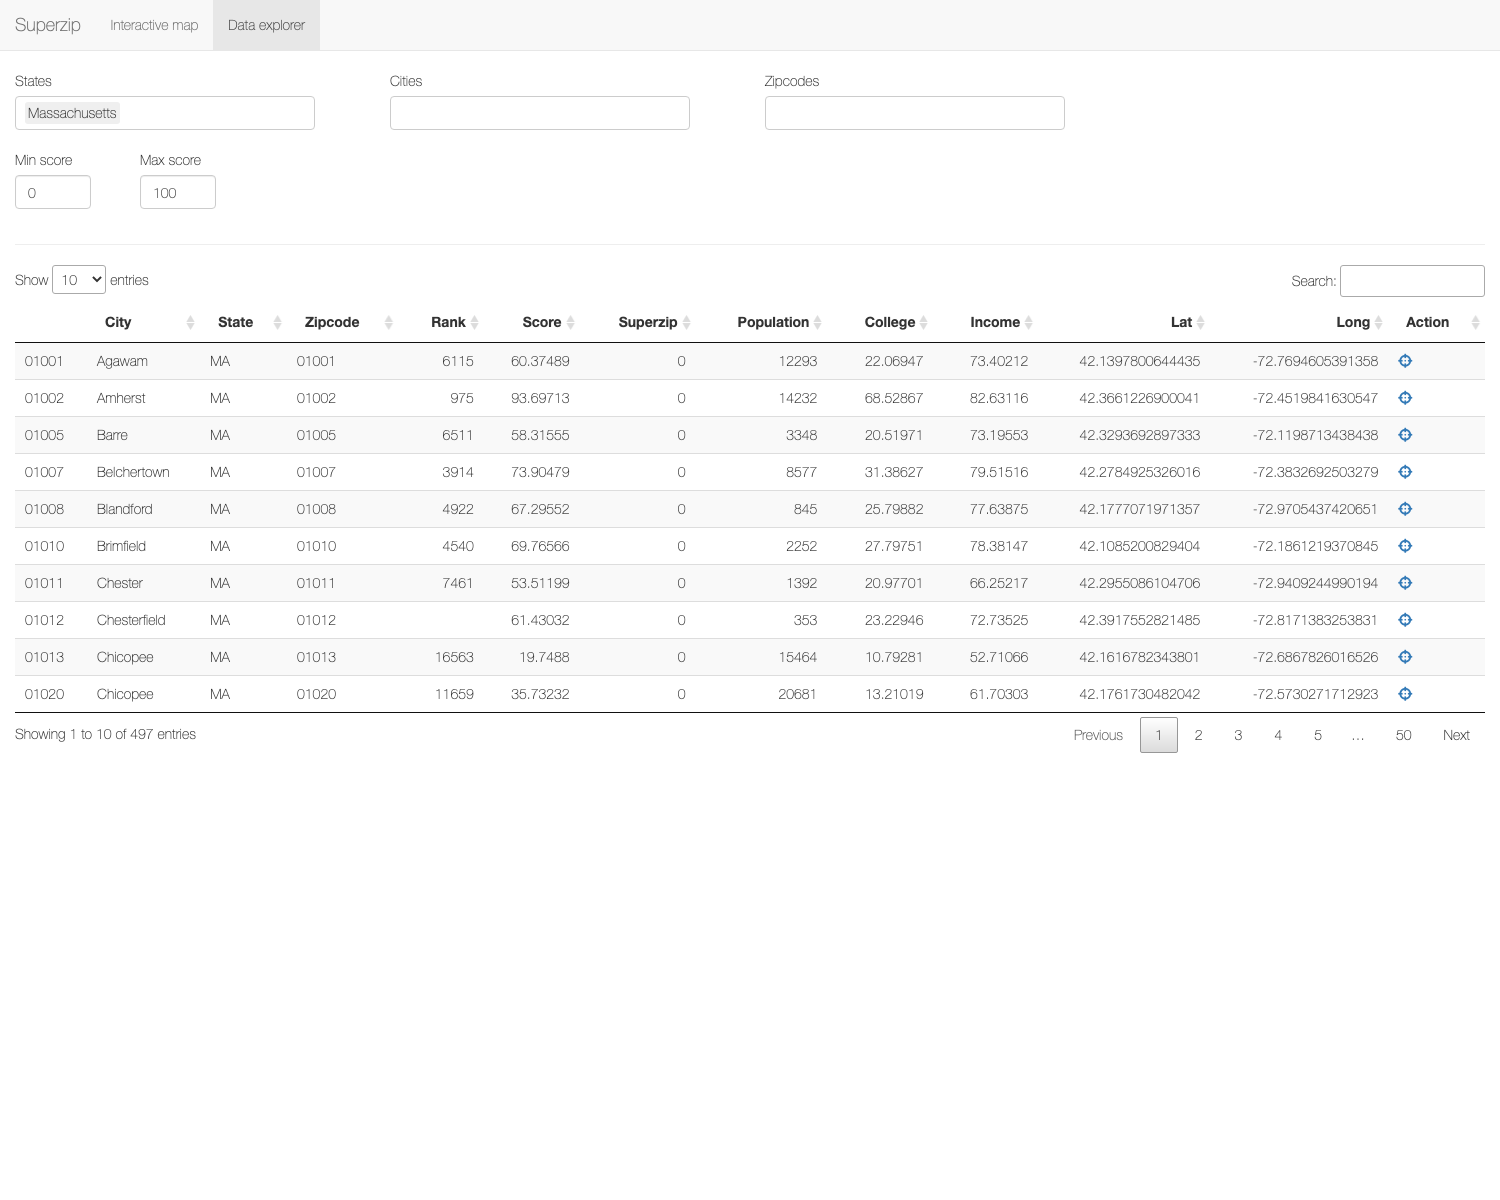 Superzip Interactive map Data explorer
States Cities Zipcodes
Massachusetts
Min score Max score
0 100
Show 10 entries Search:
City State Zipcode Rank Score Superzip Population College Income Lat Long Action
01001 Agawam MA 01001 6115 60.37489 0 12293 22.06947 73.40212 42.1397800644435 -72.7694605391358
01002 Amherst MA 01002 975 93.69713 0 14232 68.52867 82.63116 42.3661226900041 -72.4519841630547
01005 Barre MA 01005 6511 58.31555 0 3348 20.51971 73.19553 42.3293692897333 -72.1198713438438
01007 Belchertown MA 01007 3914 73.90479 0 8577 31.38627 79.51516 42.2784925326016 -72.3832692503279
01008 Blandford MA 01008 4922 67.29552 0 845 25.79882 77.63875 42.1777071971357 -72.9705437420651
01010 Brimfield MA 01010 4540 69.76566 0 2252 27.79751 78.38147 42.1085200829404 -72.1861219370845
01011 Chester MA 01011 7461 53.51199 0 1392 20.97701 66.25217 42.2955086104706 -72.9409244990194
01012 Chesterfield MA 01012 61.43032 0 353 23.22946 72.73525 42.3917552821485 -72.8171383253831
01013 Chicopee MA 01013 16563 19.7488 0 15464 10.79281 52.71066 42.1616782343801 -72.6867826016526
01020 Chicopee MA 01020 11659 35.73232 0 20681 13.21019 61.70303 42.1761730482042 -72.5730271712923
Showing 1 to 10 of 497 entries Previous 1 2 3 4 5 … 50 Next